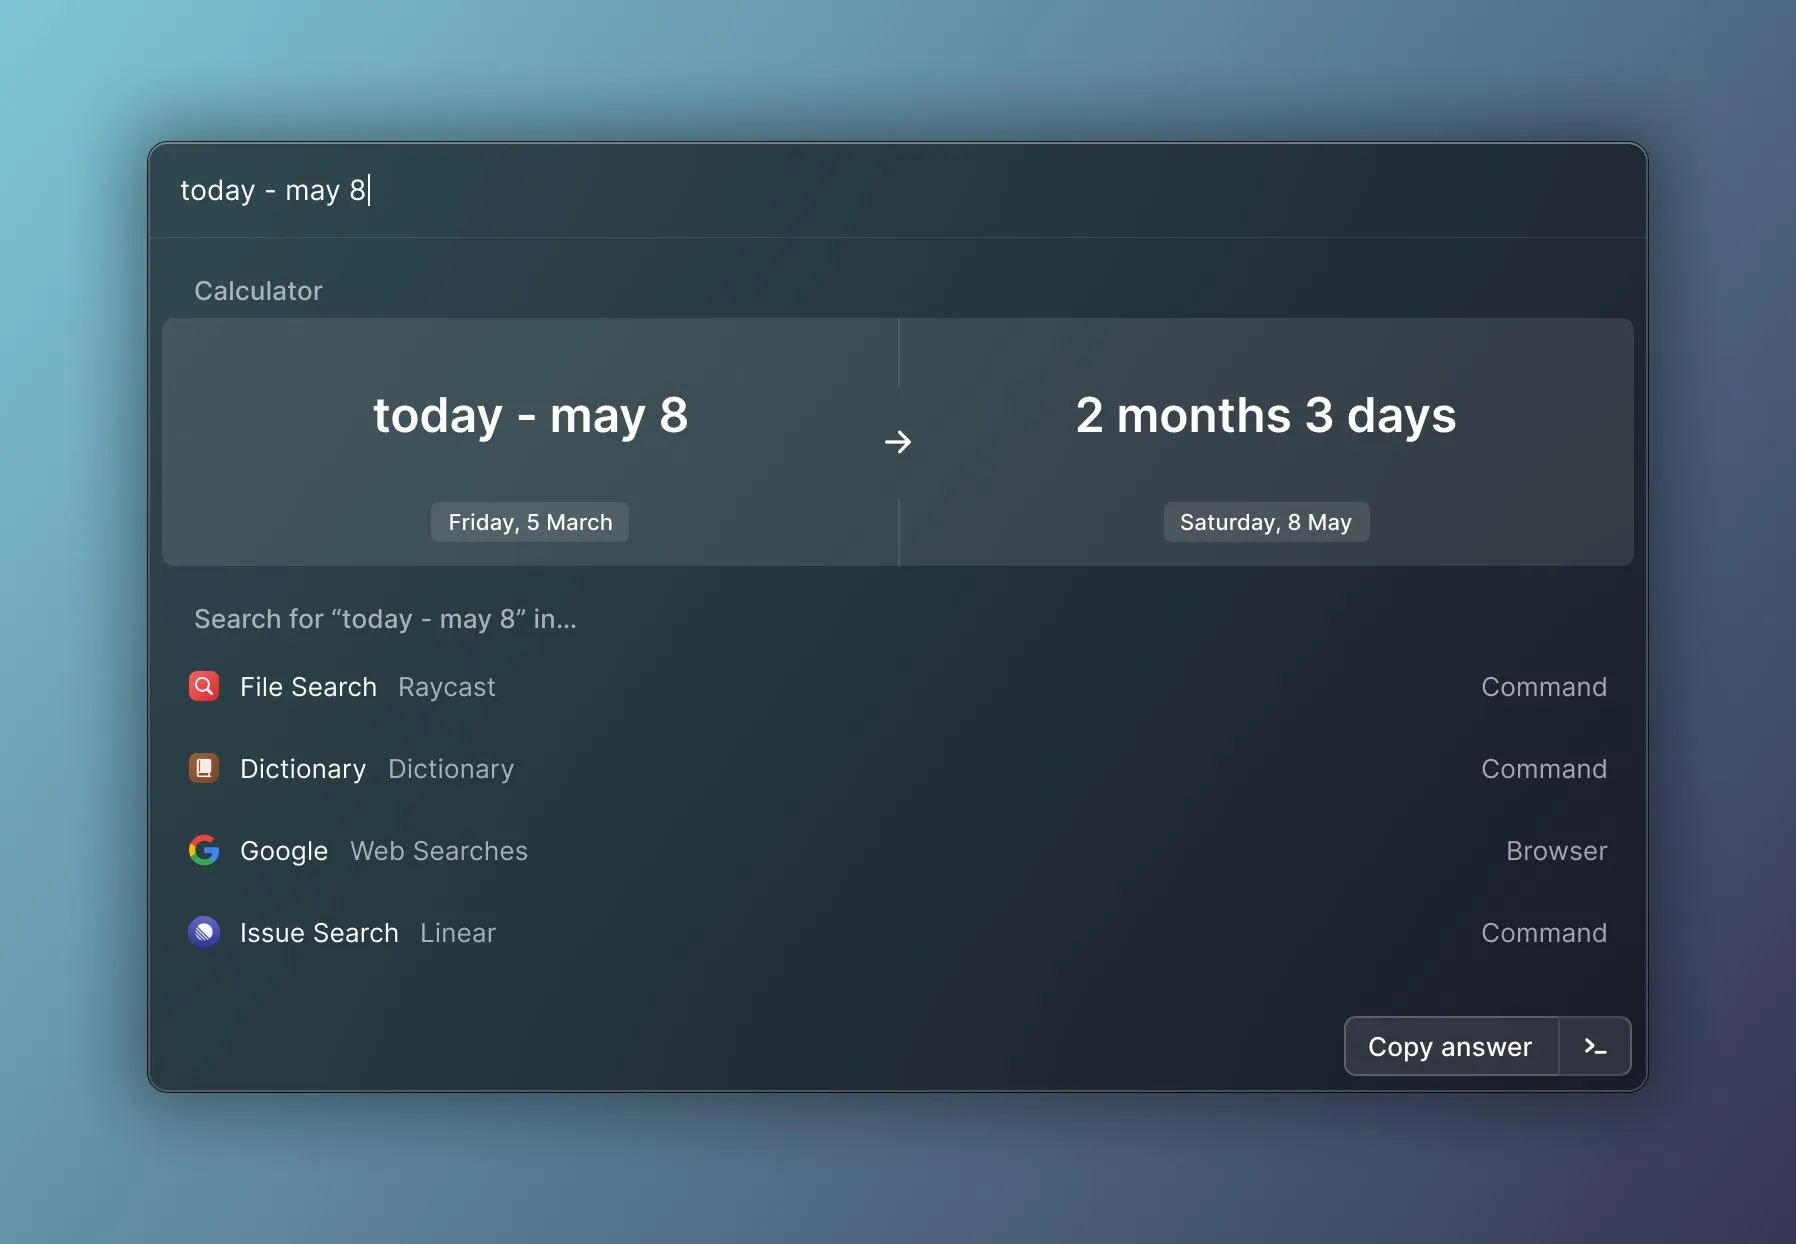 today - may 8
Calculator
today - may 8
→
2 months 3 days
Friday, 5 March
Saturday, 8 May
Search for “today - may 8” in...
File Search Raycast Command
Dictionary Dictionary Command
Google Web Searches Browser
Issue Search Linear Command
Copy answer >_